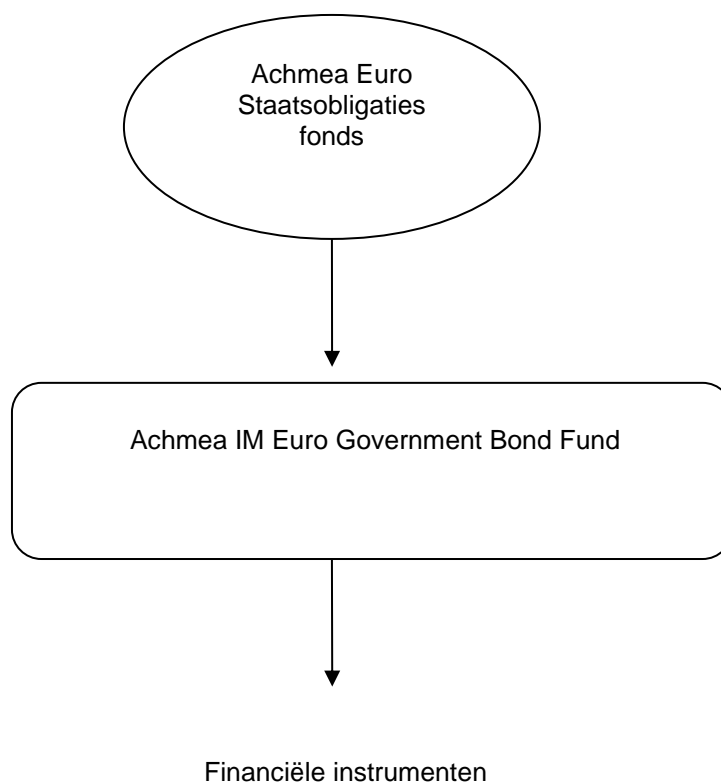 Achmea Euro
Staatsobligaties
fonds
Achmea IM Euro Government Bond Fund
Financiële instrumenten